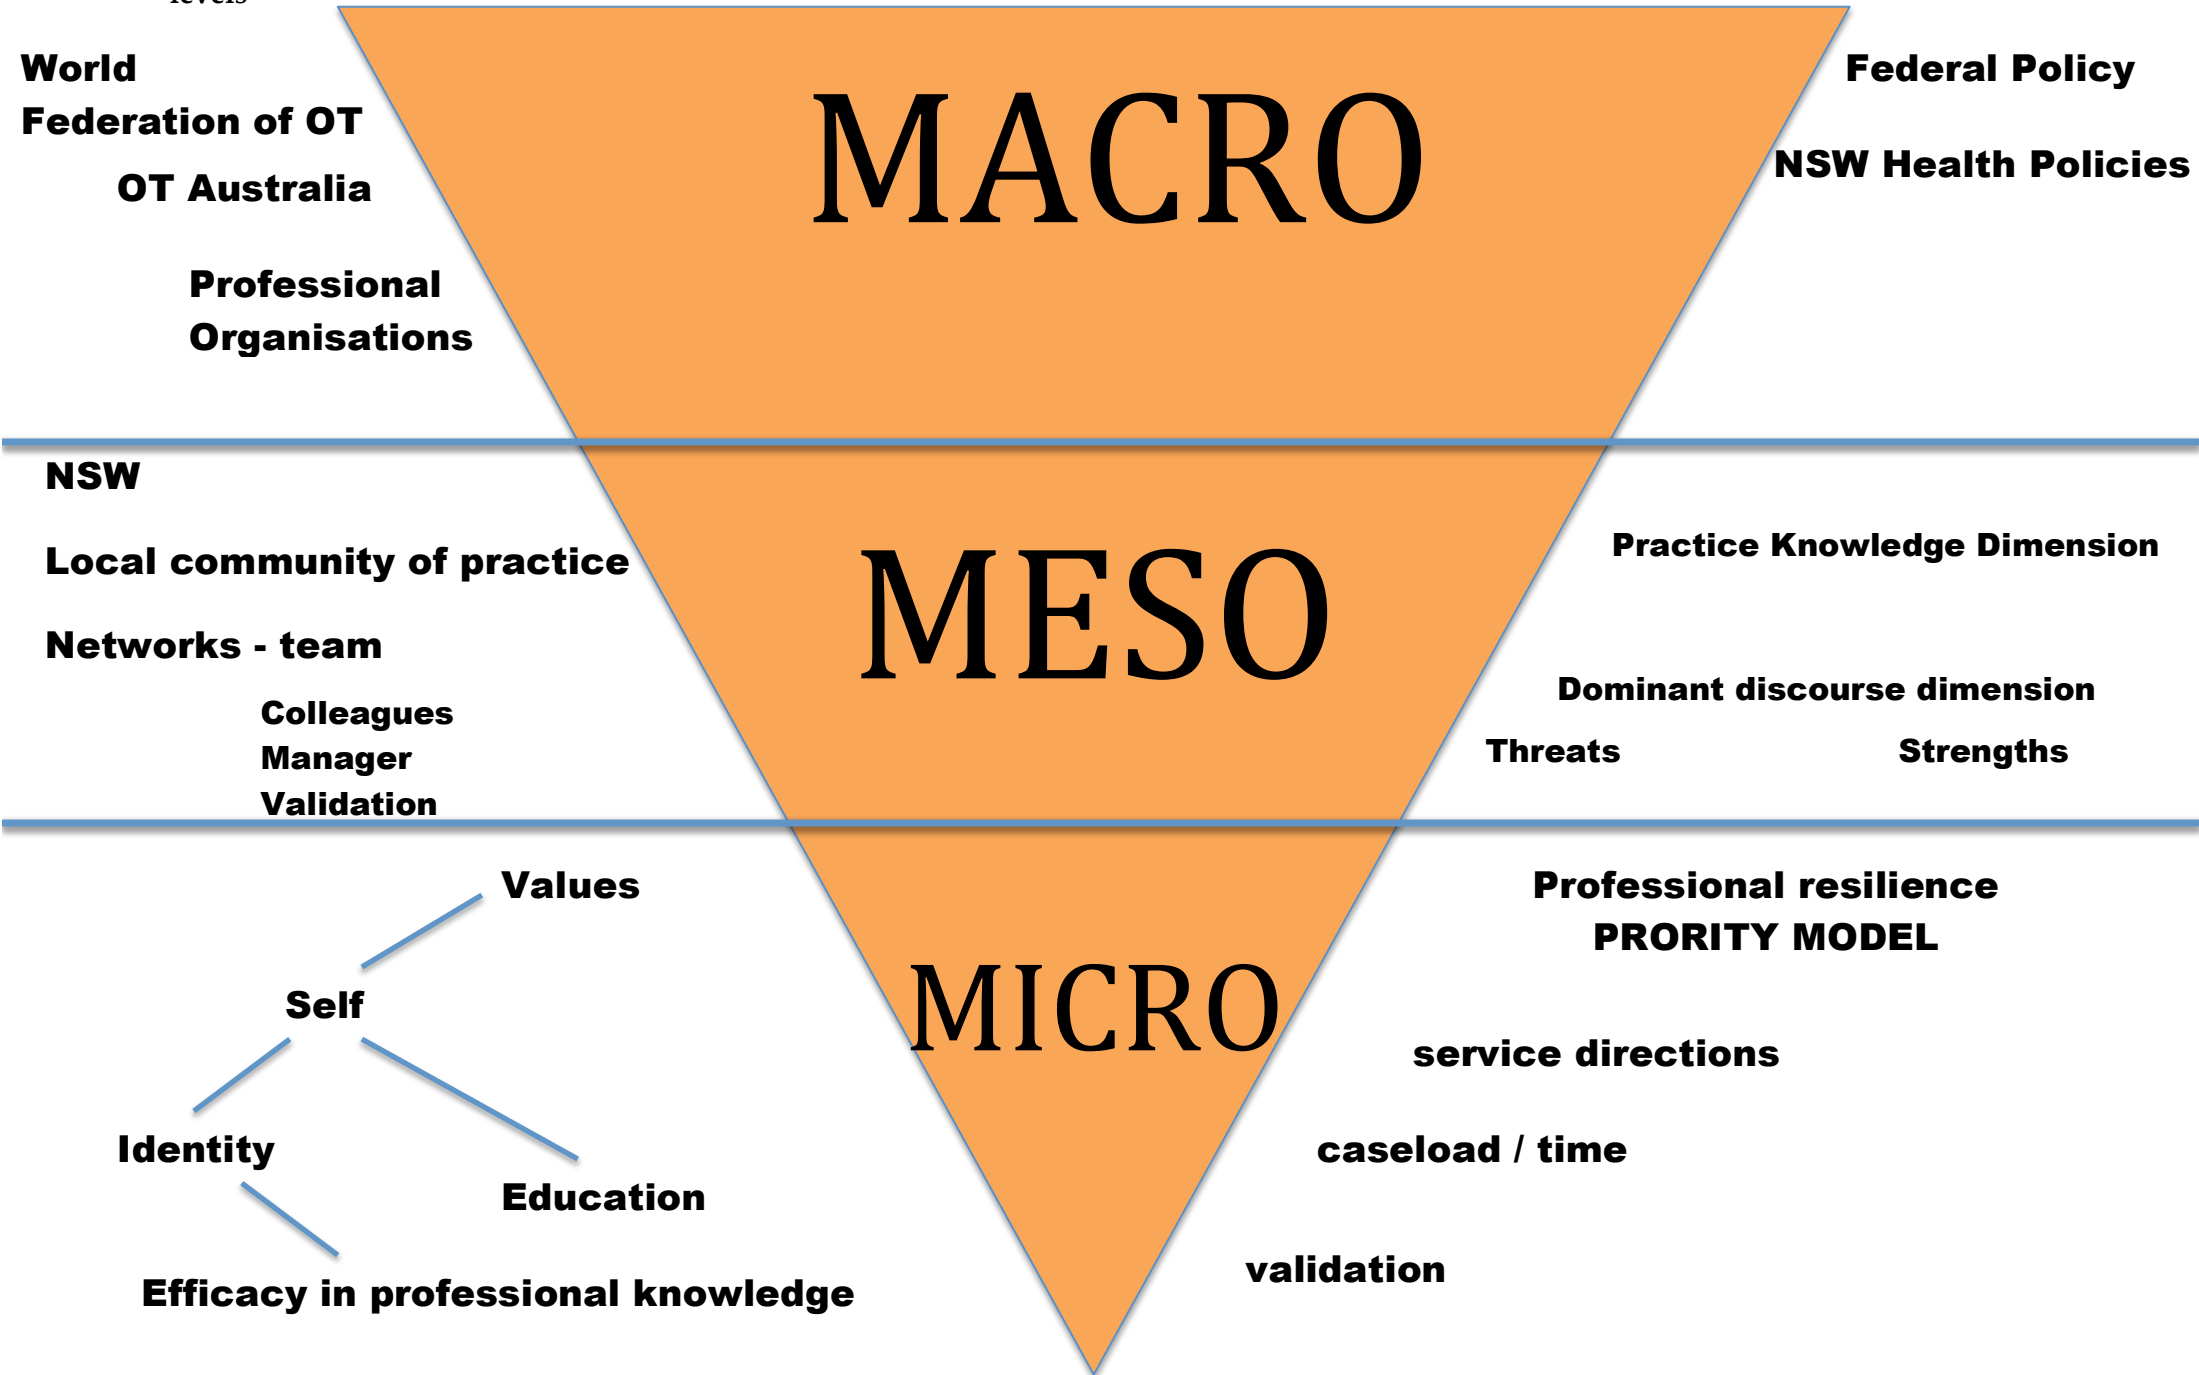 levels
World
Federation of OT
OT Australia
Professional
Organisations
MACRO
Federal Policy
NSW Health Policies
NSW
Local community of practice
Networks - team
Colleagues
Manager
Validation
MESO
Practice Knowledge Dimension
Dominant discourse dimension
Threats Strengths
Values
Self
Identity
Education
Efficacy in professional knowledge
MICRO
Professional resilience
PRORITY MODEL
service directions
caseload / time
validation